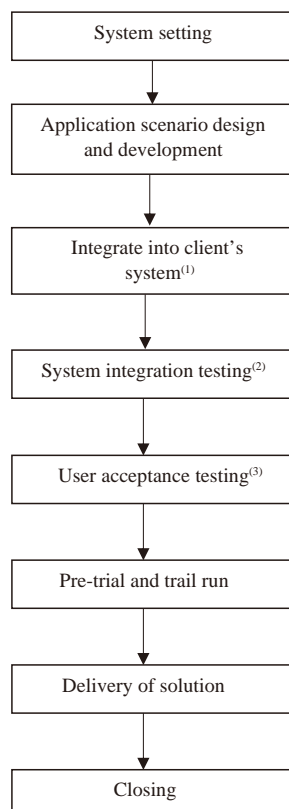 System setting
Application scenario design
and development
Integrate into client's
system(1)
System integration testing(2)
User acceptance testing(3)
Pre-trial and trail run
Delivery of solution
Closing